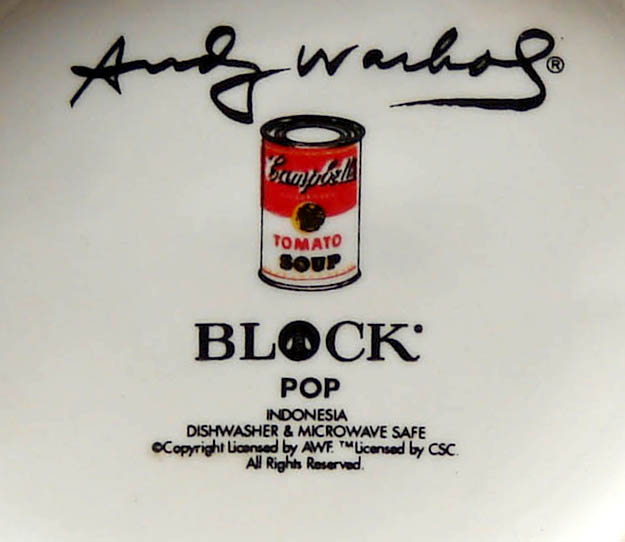 Andy Warhol®
Campbell's
TOMATO
SOUP
BLOCK
POP
INDONESIA
DISHWASHER & MICROWAVE SAFE
©Copyright Licensed by AWF. ™Licensed by CSC.
All Rights Reserved.